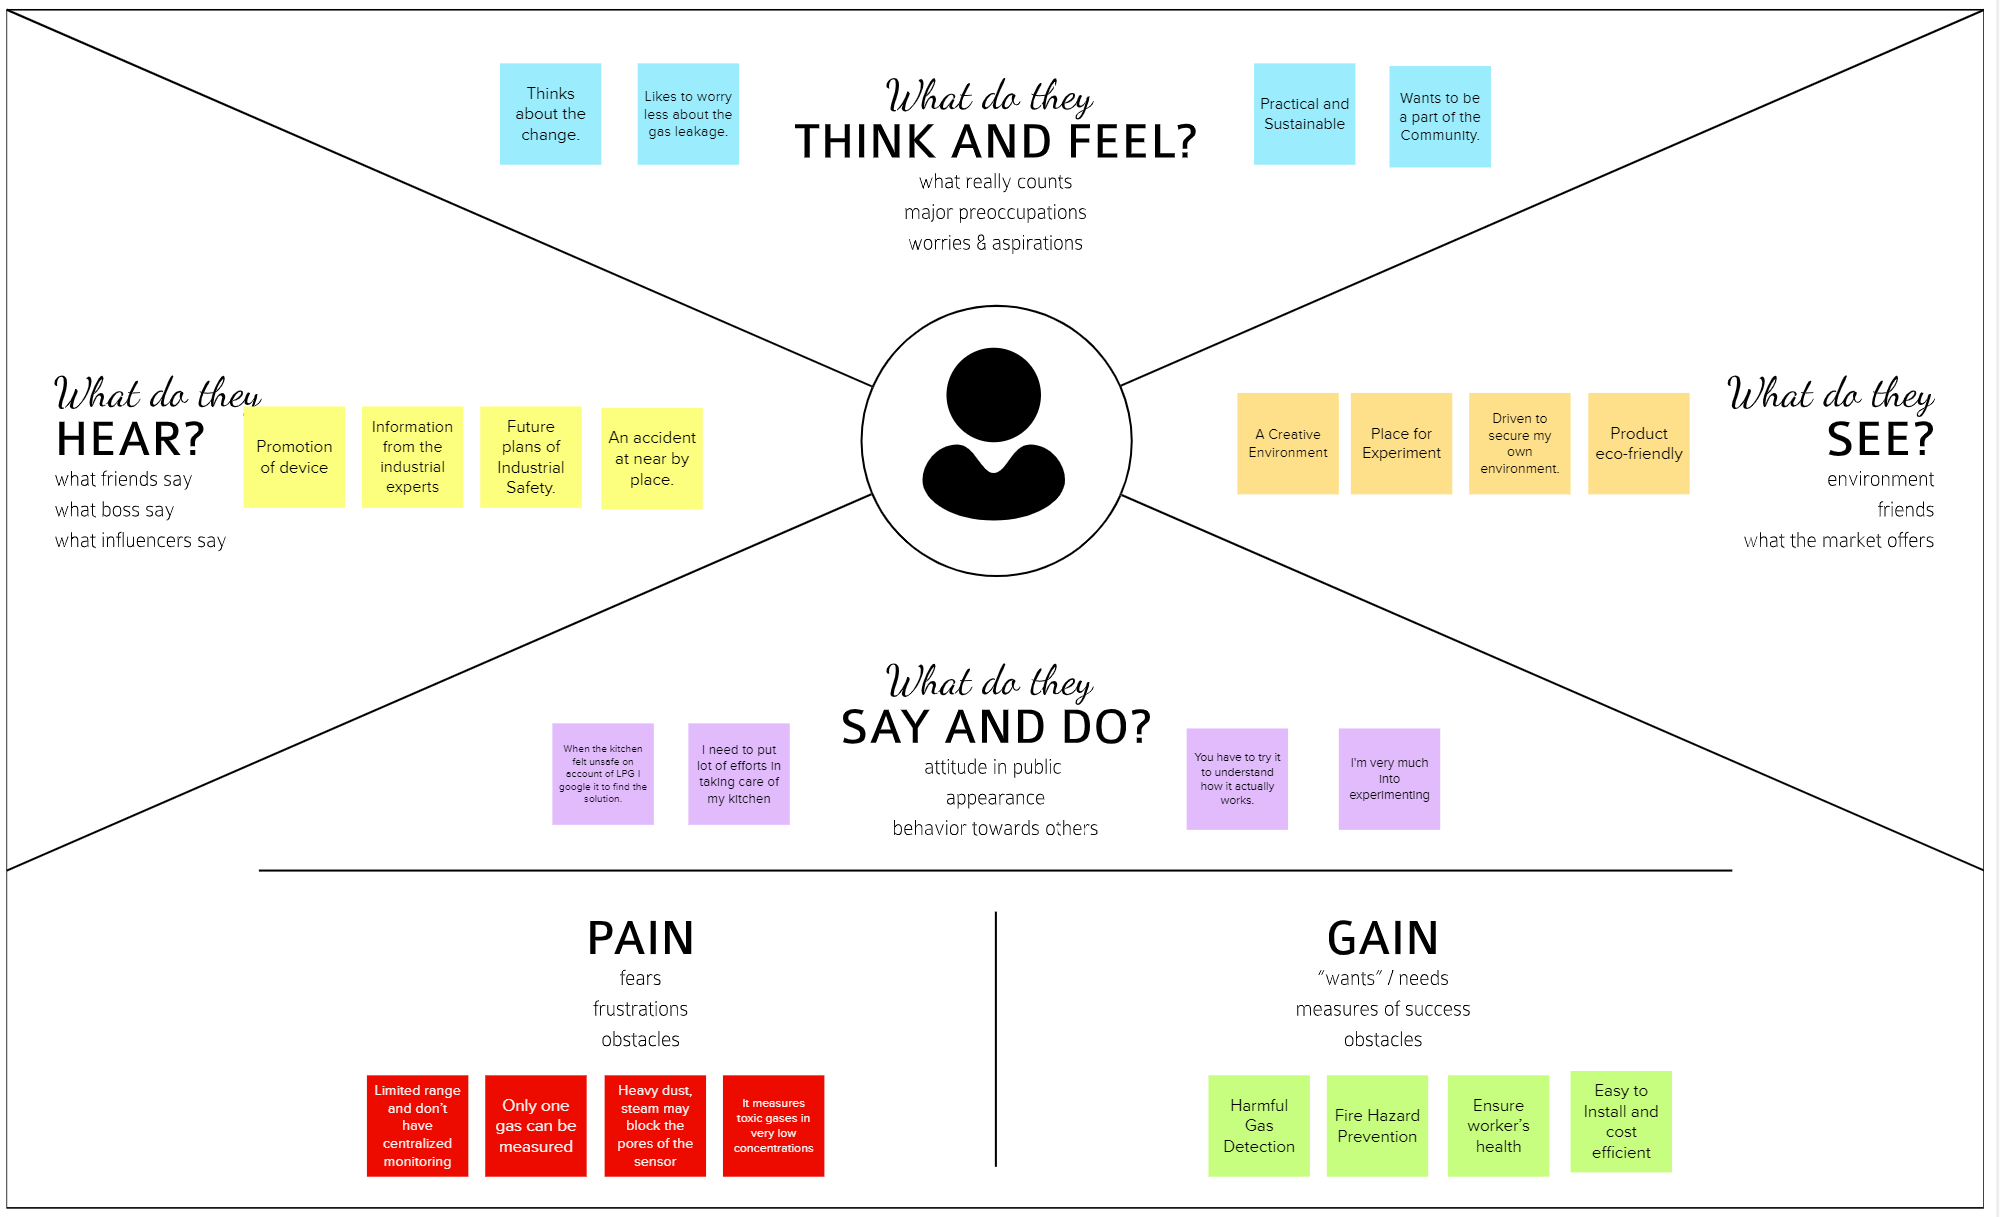 What do they
THINK AND FEEL?
what really counts
major preoccupations
worries & aspirations
Thinks
about the
change.
Likes to worry
less about the
gas leakage.
Practical and
Sustainable
Wants to be
a part of the
Community.
What do they
HEAR?
what friends say
what boss say
what influencers say
Promotion
of device
Information
from the
industrial
experts
Future
plans of
Industrial
Safety.
An accident
at near by
place.
A Creative
Environment
Place for
Experiment
Driven to
secure my
own
environment.
Product
eco-friendly
What do they
SEE?
environment
friends
what the market offers
What do they
SAY AND DO?
attitude in public
appearance
behavior towards others
When the kitchen
felt unsafe on
account of LPG I
google it to find the
solution.
I need to put
lot of efforts in
taking care of
my kitchen
You have to try it
to understand
how it actually
works.
I'm very much
into
experimenting
PAIN
fears
frustrations
obstacles
Limited range
and don't
have
centralized
monitoring
Only one
gas can be
measured
Heavy dust,
steam may
block the
pores of the
sensor
It measures
toxic gases in
very low
concentrations
GAIN
"wants" / needs
measures of success
obstacles
Harmful
Gas
Detection
Fire Hazard
Prevention
Ensure
worker's
health
Easy to
Install and
cost
efficient